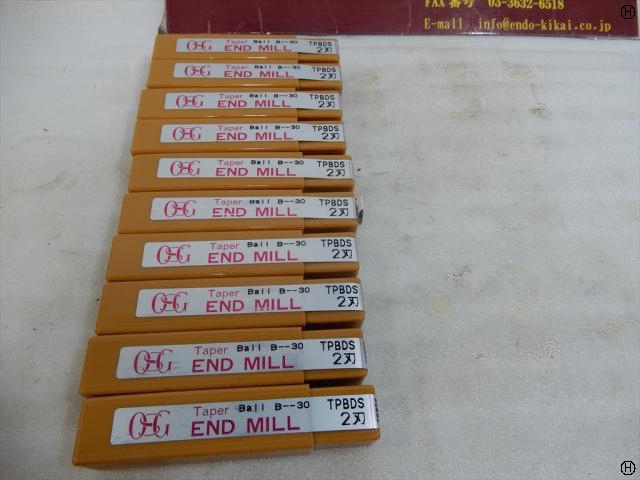 FAX番号 03-3632-6518
E-mail info@endo-kikai.co.jp
H
OSG Taper Ball B--30 TPBDS
END MILL 2刃
OSG Taper Ball B--30 TPBDS
END MILL 2刃
OSG Taper Ball B--30 TPBDS
END MILL 2刃
OSG Taper Ball B--30 TPBDS
END MILL 2刃
OSG Taper Ball B--30 TPBDS
END MILL 2刃
OSG Taper Ball B--30 TPBDS
END MILL 2刃
OSG Taper Ball B--30 TPBDS
END MILL 2刃
OSG Taper Ball B--30 TPBDS
END MILL 2刃
OSG Taper Ball B--30 TPBDS
END MILL 2刃
OSG Taper Ball B--30 TPBDS
END MILL 2刃
H